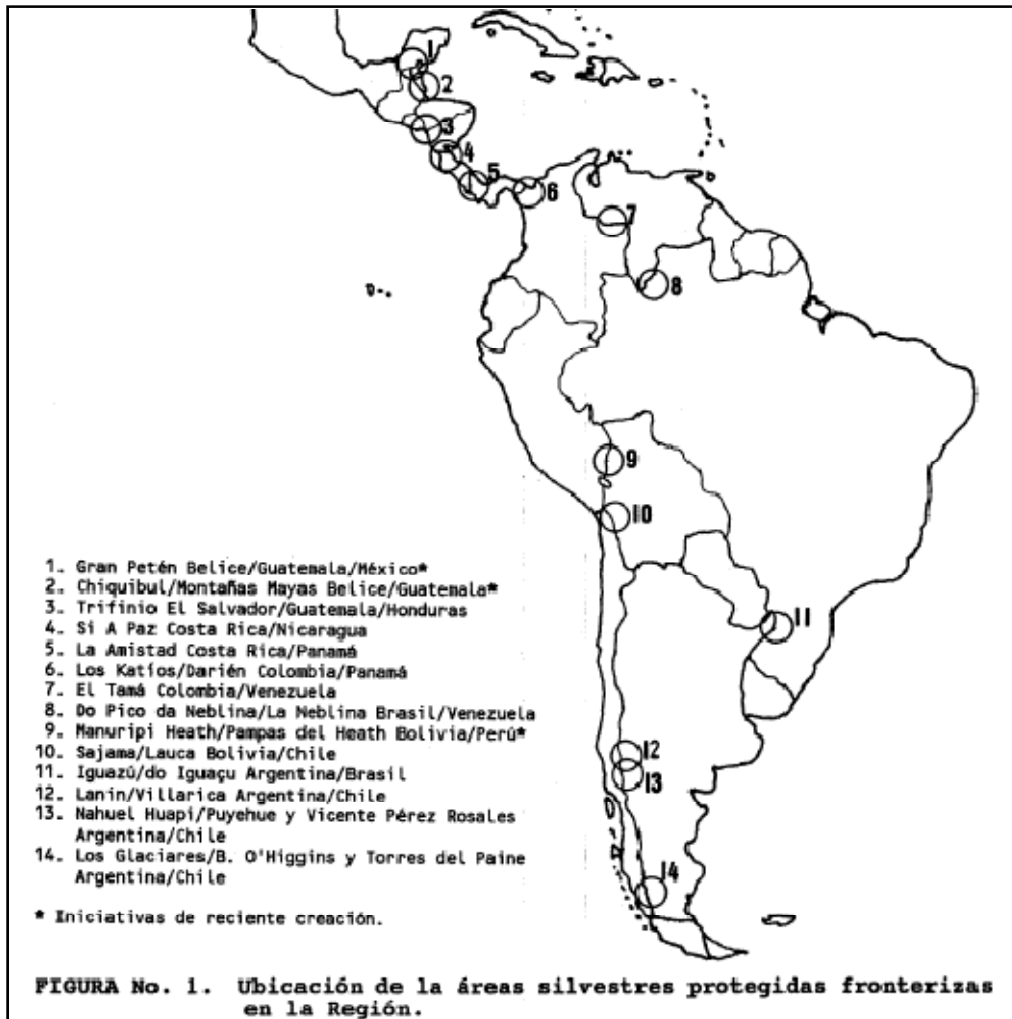 1
2
3
4
5
6
7
8
9
10
11
12
13
14
1. Gran Petén Belice/Guatemala/México*
2. Chiquibul/Montañas Mayas Belice/Guatemala*
3. Trifinio El Salvador/Guatemala/Honduras
4. Si A Paz Costa Rica/Nicaragua
5. La Amistad Costa Rica/Panamá
6. Los Katíos/Darién Colombia/Panamá
7. El Tamá Colombia/Venezuela
8. Do Pico da Neblina/La Neblina Brasil/Venezuela
9. Manuripi Heath/Pampas del Heath Bolivia/Perú*
10. Sajama/Lauca Bolivia/Chile
11. Iguazú/do Iguaçu Argentina/Brasil
12. Lanín/Villarica Argentina/Chile
13. Nahuel Huapi/Puyehue y Vicente Pérez Rosales
Argentina/Chile
14. Los Glaciares/B. O'Higgins y Torres del Paine
Argentina/Chile
* Iniciativas de reciente creación.
FIGURA No. 1. Ubicación de la áreas silvestres protegidas fronterizas
en la Región.